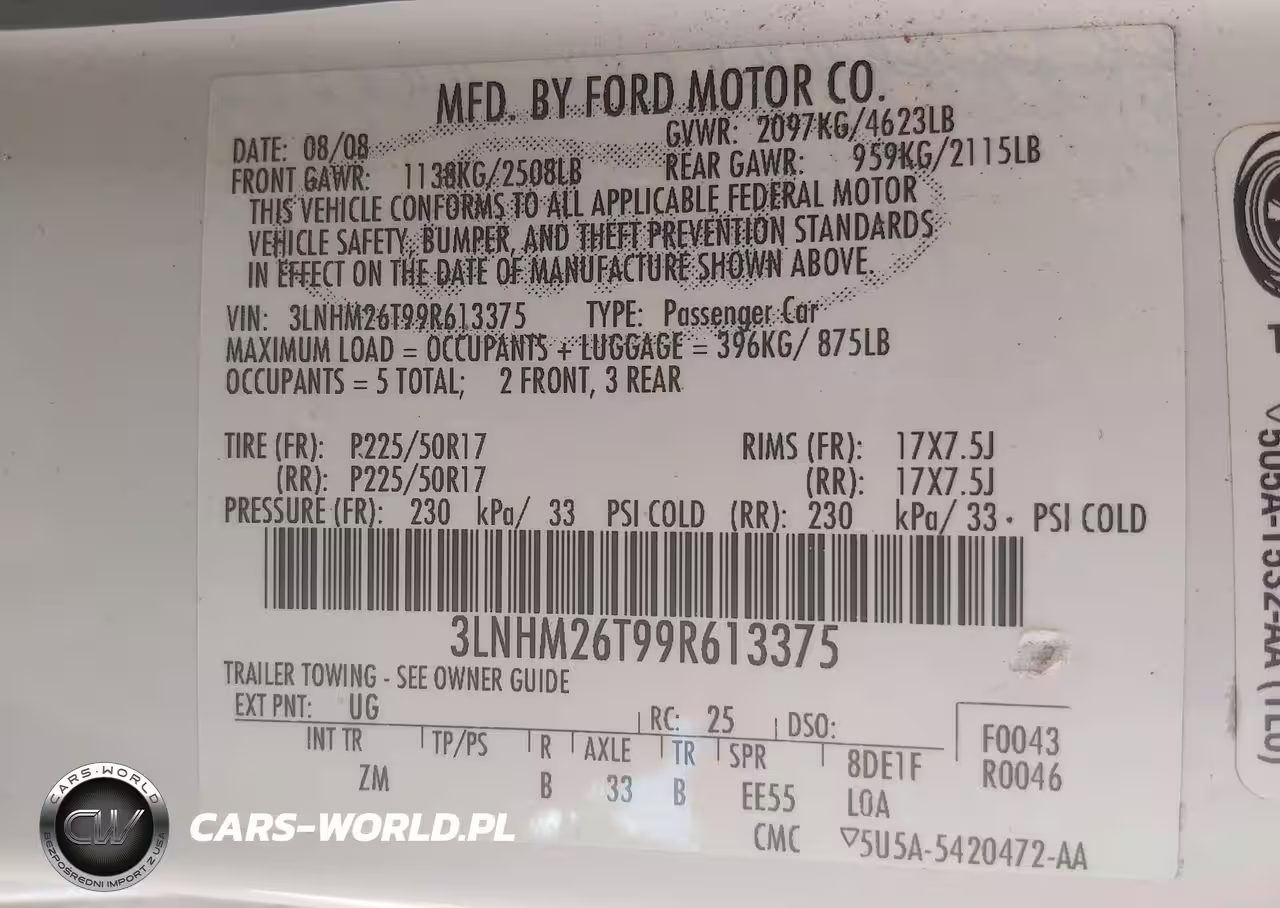 MFD. BY FORD MOTOR CO.
DATE: 08/08 GVWR: 2097KG/4623LB
FRONT GAWR: 1138KG/2508LB REAR GAWR: 959KG/2115LB
THIS VEHICLE CONFORMS TO ALL APPLICABLE FEDERAL MOTOR
VEHICLE SAFETY, BUMPER, AND THEFT PREVENTION STANDARDS
IN EFFECT ON THE DATE OF MANUFACTURE SHOWN ABOVE.
VIN: 3LNHM26T99R613375 TYPE: Passenger Car
MAXIMUM LOAD = OCCUPANTS + LUGGAGE = 396KG/ 875LB
OCCUPANTS = 5 TOTAL; 2 FRONT, 3 REAR
TIRE (FR): P225/50R17 RIMS (FR): 17X7.5J
(RR): P225/50R17 (RR): 17X7.5J
PRESSURE (FR): 230 kPa/ 33 PSI COLD (RR): 230 kPa/ 33 PSI COLD
3LNHM26T99R613375
TRAILER TOWING - SEE OWNER GUIDE
EXT PNT: UG RC: 25 DSO:
INT TR TP/PS R AXLE TR SPR 8DE1F F0043
ZM B 33 B EE55 L0A R0046
CMC ▽5U5A-5420472-AA
CARS-WORLD
CW
BEZPOŚREDNI IMPORT Z USA
CARS-WORLD.PL